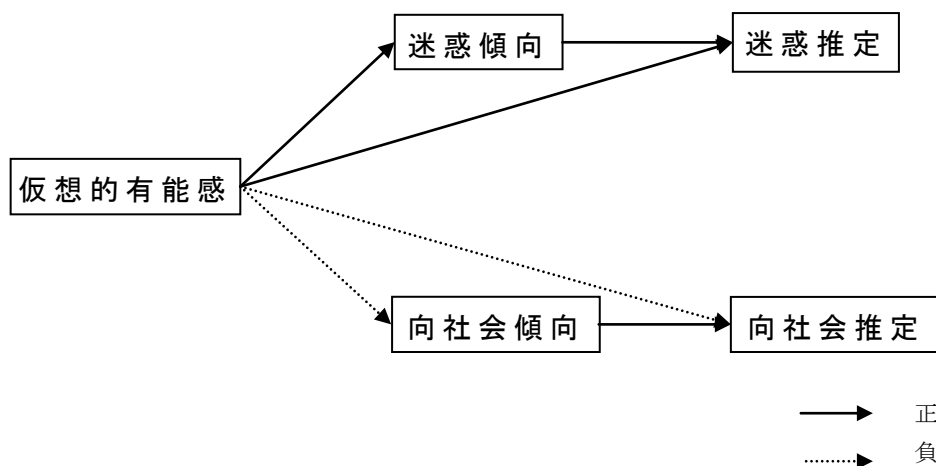 迷惑傾向
迷惑推定
仮想的有能感
向社会傾向
向社会推定
正
負